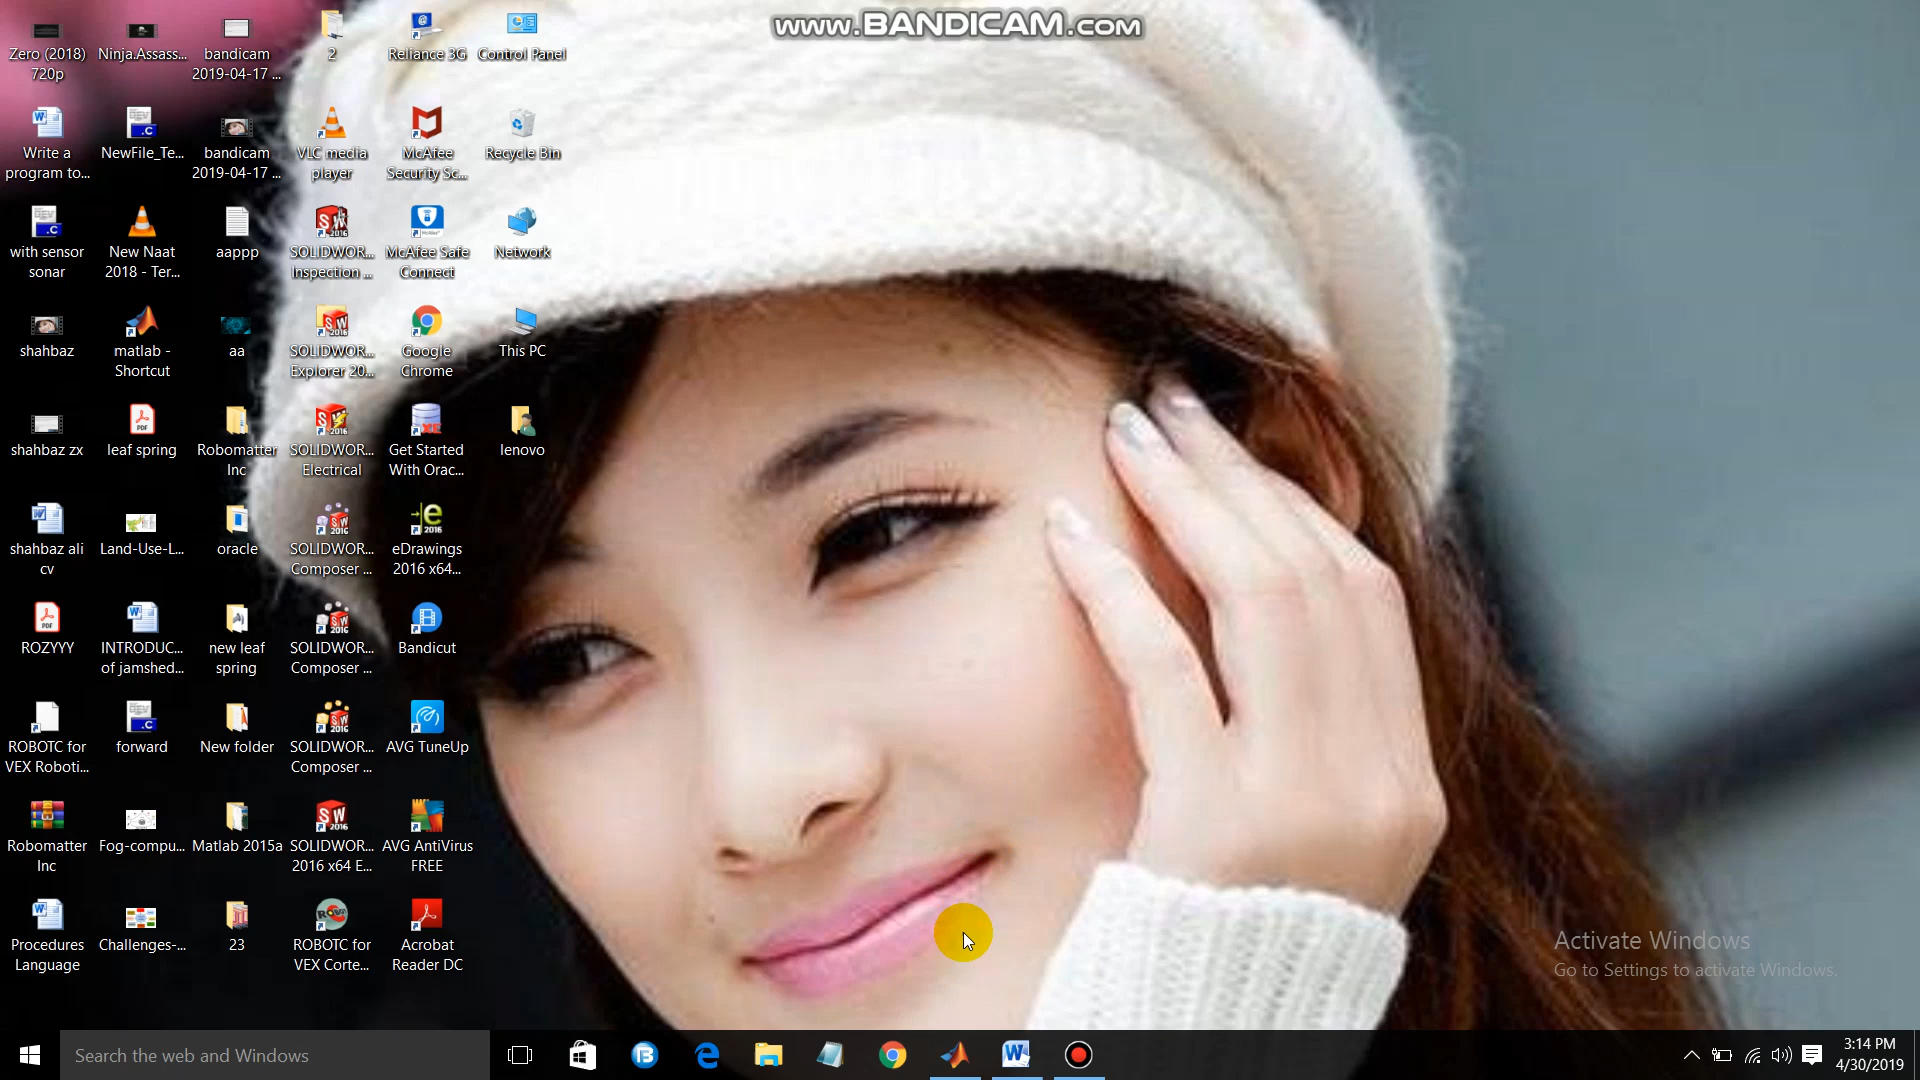 www.BANDICAM.com
Zero (2018)
720p
Ninja.Assass...
bandicam
2019-04-17 ...
2
Reliance 3G
Control Panel
Write a
program to...
NewFile_Te...
bandicam
2019-04-17 ...
VLC media
player
McAfee
Security Sc...
Recycle Bin
with sensor
sonar
New Naat
2018 - Ter...
aappp
SOLIDWOR...
Inspection ...
McAfee Safe
Connect
Network
shahbaz
matlab -
Shortcut
aa
SOLIDWOR...
Explorer 20...
Google
Chrome
This PC
shahbaz zx
leaf spring
Robomatter
Inc
SOLIDWOR...
Electrical
Get Started
With Orac...
lenovo
shahbaz ali
cv
Land-Use-L...
oracle
SOLIDWOR...
Composer ...
eDrawings
2016 x64...
ROZYYY
INTRODUC...
of jamshed...
new leaf
spring
SOLIDWOR...
Composer ...
Bandicut
ROBOTC for
VEX Roboti...
forward
New folder
SOLIDWOR...
Composer ...
AVG TuneUp
Robomatter
Inc
Fog-compu...
Matlab 2015a
SOLIDWOR...
2016 x64 E...
AVG AntiVirus
FREE
Procedures
Language
Challenges-...
23
ROBOTC for
VEX Corte...
Acrobat
Reader DC
Activate Windows
Go to Settings to activate Windows.
Search the web and Windows
3:14 PM
4/30/2019